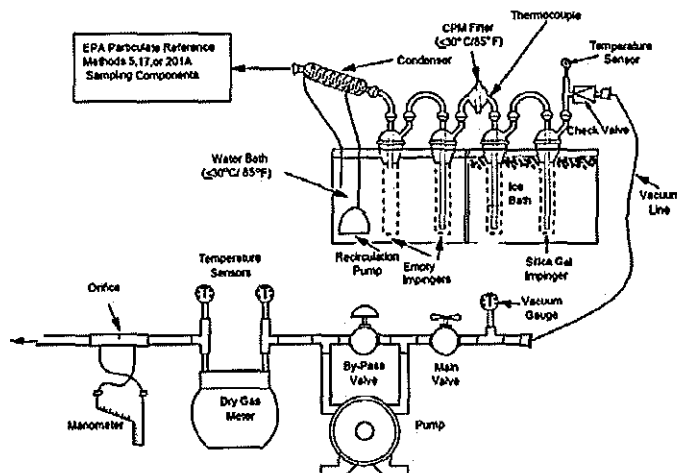 EPA Particulate Reference
Methods 5,17,or 201A
Sampling Components
Condenser
CPM Filter
(≤30°C/85°F)
Thermocouple
Temperature
Sensor
Check Valve
Water Bath
(≤30°C/ 85°F)
Ice
Bath
Vacuum
Line
Recirculation
Pump
Empty
Impingers
Silica Gel
Impinger
Temperature
Sensors
Orifice
Vacuum
Gauge
By-Pass
Valve
Main
Valve
Dry Gas
Meter
Manometer
Pump